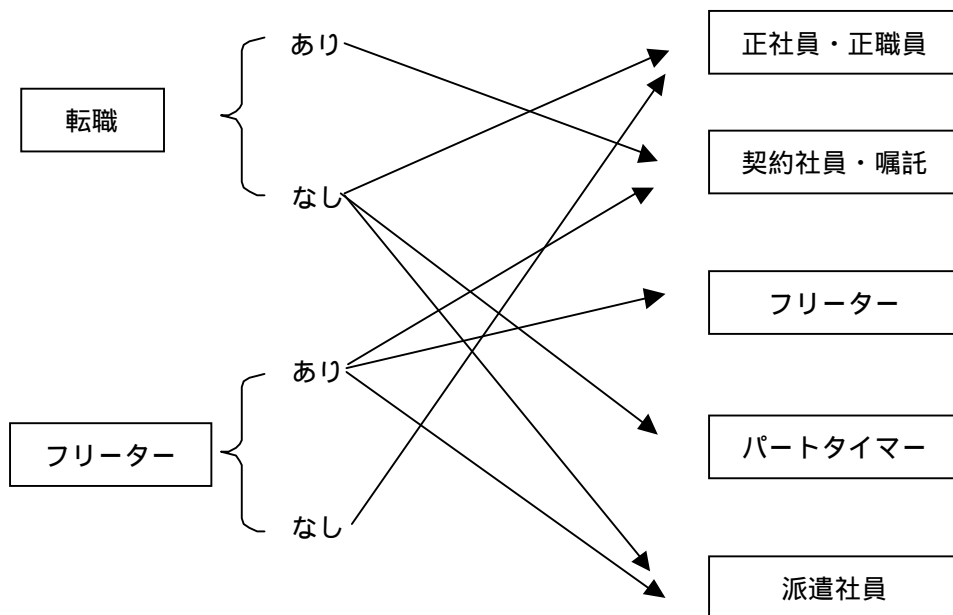 転職
あり
なし
フリーター
あり
なし
正社員・正職員
契約社員・嘱託
フリーター
パートタイマー
派遣社員